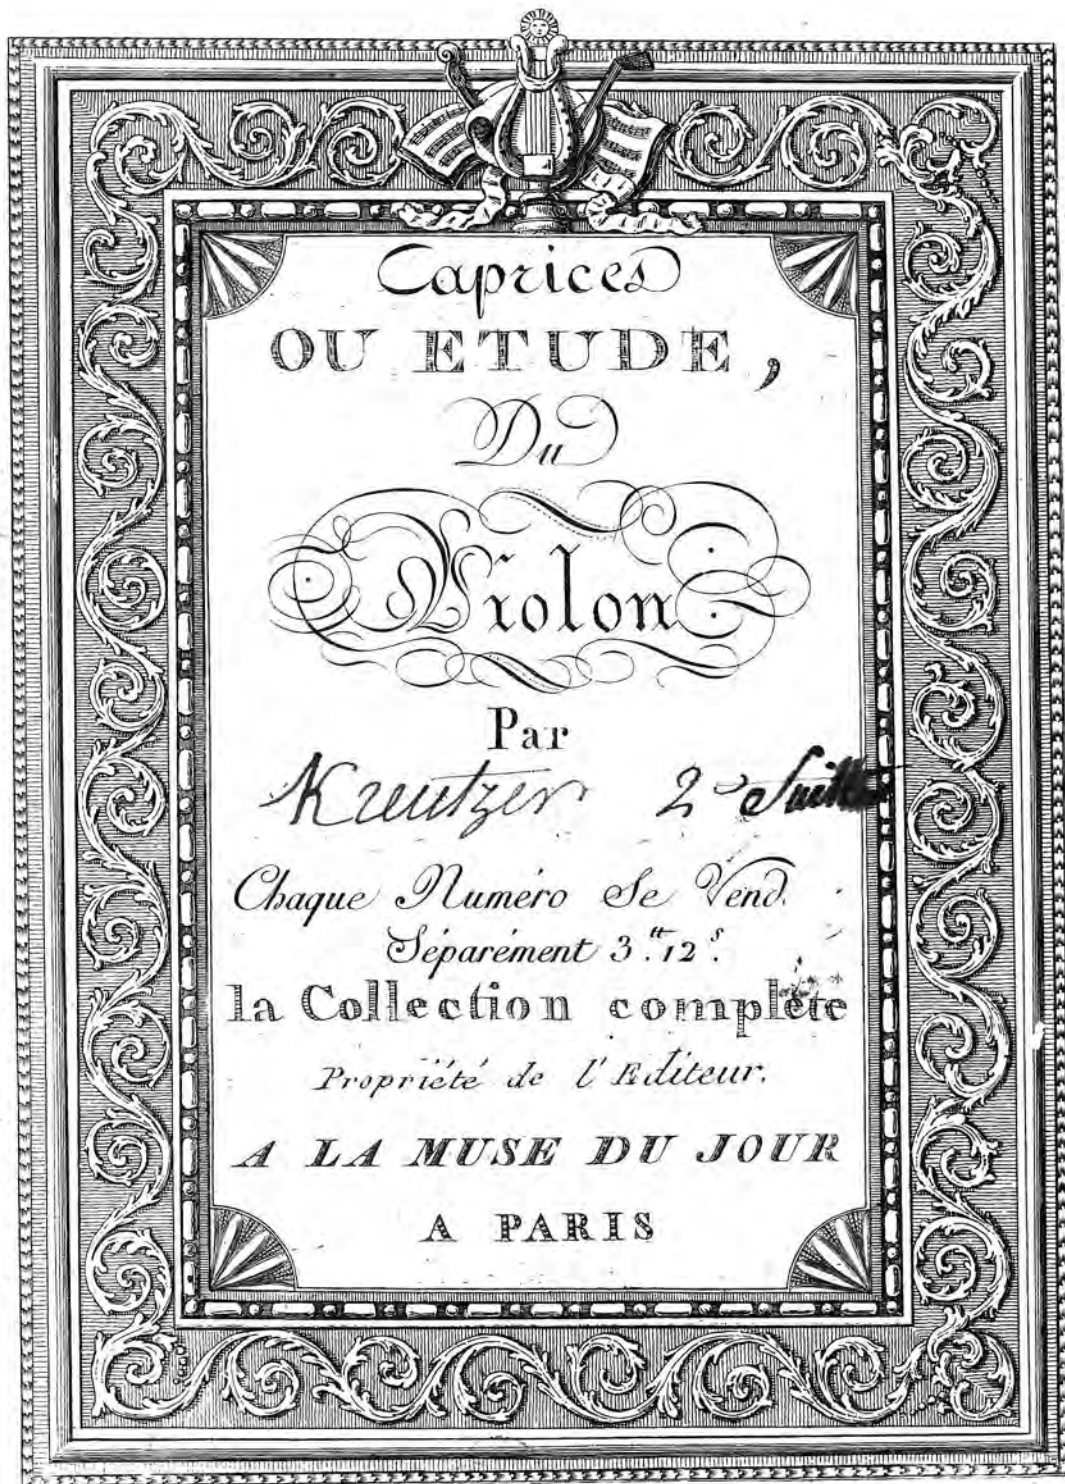 Caprices
OU ETUDE,
Du
Violon
Par
Kreutzer 2e
Chaque Numéro Se Vend.
Séparément 3.tt 12.s
la Collection complète
Propriété de l'Editeur.
A LA MUSE DU JOUR
A PARIS